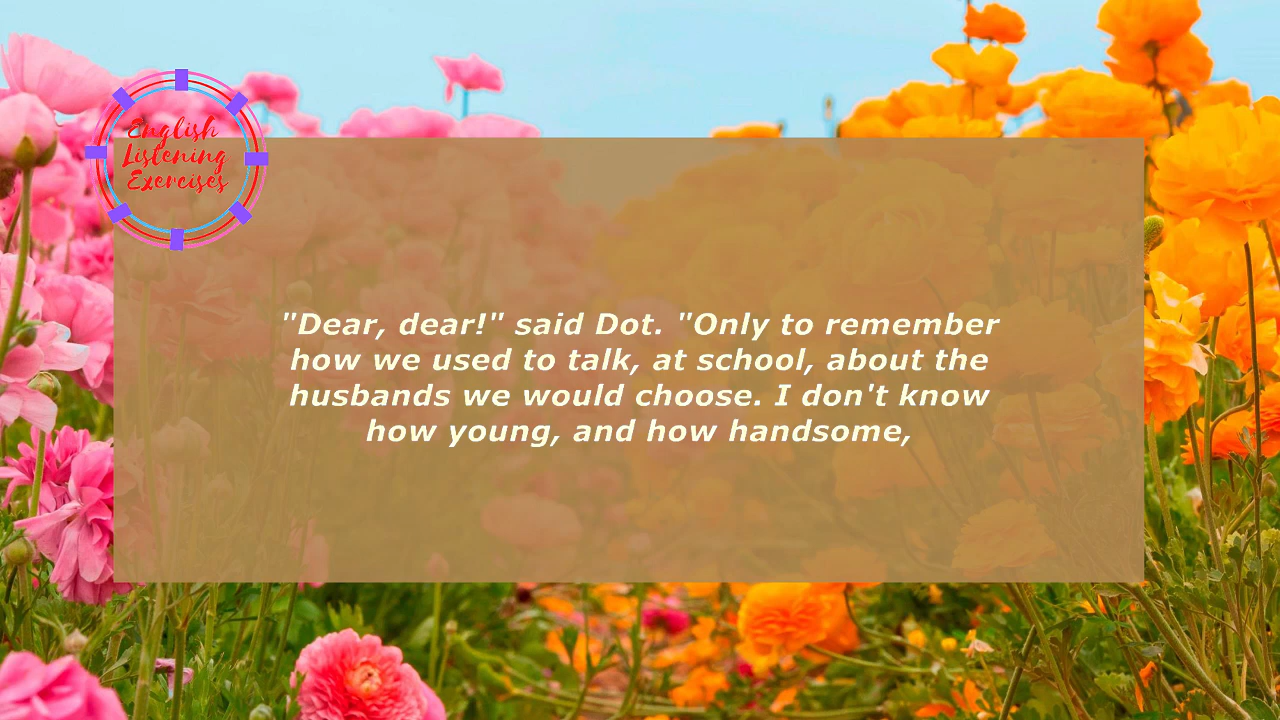 English
Listening
Exercises
"Dear, dear!" said Dot. "Only to remember
how we used to talk, at school, about the
husbands we would choose. I don't know
how young, and how handsome,